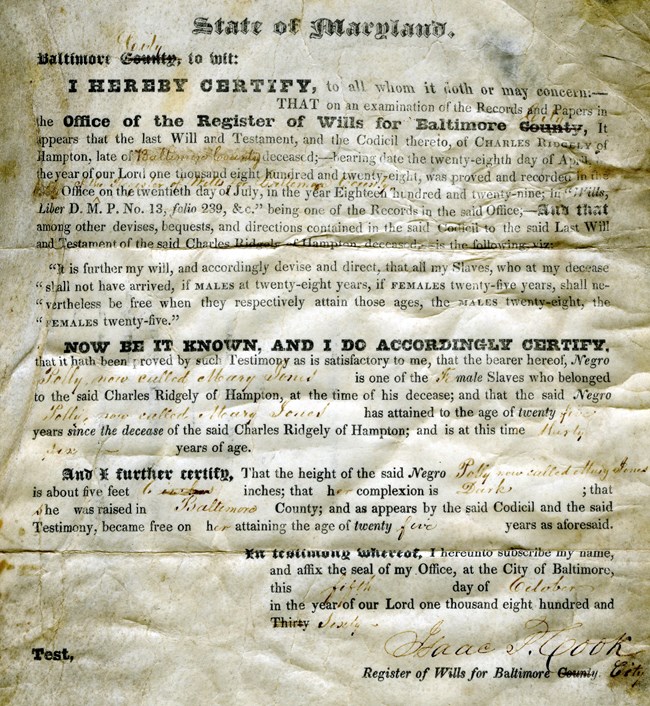 State of Maryland.
City
Baltimore County, to wit:
I HEREBY CERTIFY, to all whom it doth or may concern:—
THAT on an examination of the Records and Papers in
City
the Office of the Register of Wills for Baltimore County, It
appears that the last Will and Testament, and the Codicil thereto, of CHARLES RIDGELY of
Hampton, late of Baltimore County deceased;—bearing date the twenty-eighth day of April, in
the year of our Lord one thousand eight hundred and twenty-eight, was proved and recorded in the
Office on the twentieth day of July, in the year Eighteen hundred and twenty-nine; in "Wills,
Liber D. M. P. No. 13, folio 239, &c." being one of the Records in the said Office;—And that
among other devises, bequests, and directions contained in the said Codicil to the said Last Will
and Testament of the said Charles Ridgely of Hampton, deceased,—is the following, viz:
"It is further my will, and accordingly devise and direct, that all my Slaves, who at my decease
"shall not have arrived, if MALES at twenty-eight years, if FEMALES twenty-five years, shall ne-
"vertheless be free when they respectively attain those ages, the MALES twenty-eight, the
"FEMALES twenty-five."
NOW BE IT KNOWN, AND I DO ACCORDINGLY CERTIFY,
that it hath been proved by such Testimony as is satisfactory to me, that the bearer hereof, Negro
Polly, now called Mary Jones is one of the Female Slaves who belonged
to the said Charles Ridgely of Hampton, at the time of his decease; and that the said Negro
Polly, now called Mary Jones has attained to the age of twenty five
years since the decease of the said Charles Ridgely of Hampton; and is at this time thirty
six years of age.
And I further certify, That the height of the said Negro Polly now called Mary Jones
is about five feet inches; that her complexion is Dark ; that
She was raised in Baltimore County; and as appears by the said Codicil and the said
Testimony, became free on her attaining the age of twenty five years as aforesaid.
In testimony whereof, I hereunto subscribe my name,
and affix the seal of my Office, at the City of Baltimore,
this fifth day of October
in the year of our Lord one thousand eight hundred and
Thirty Sixty
Test,
Isaac P. Cook
Register of Wills for Baltimore County. City